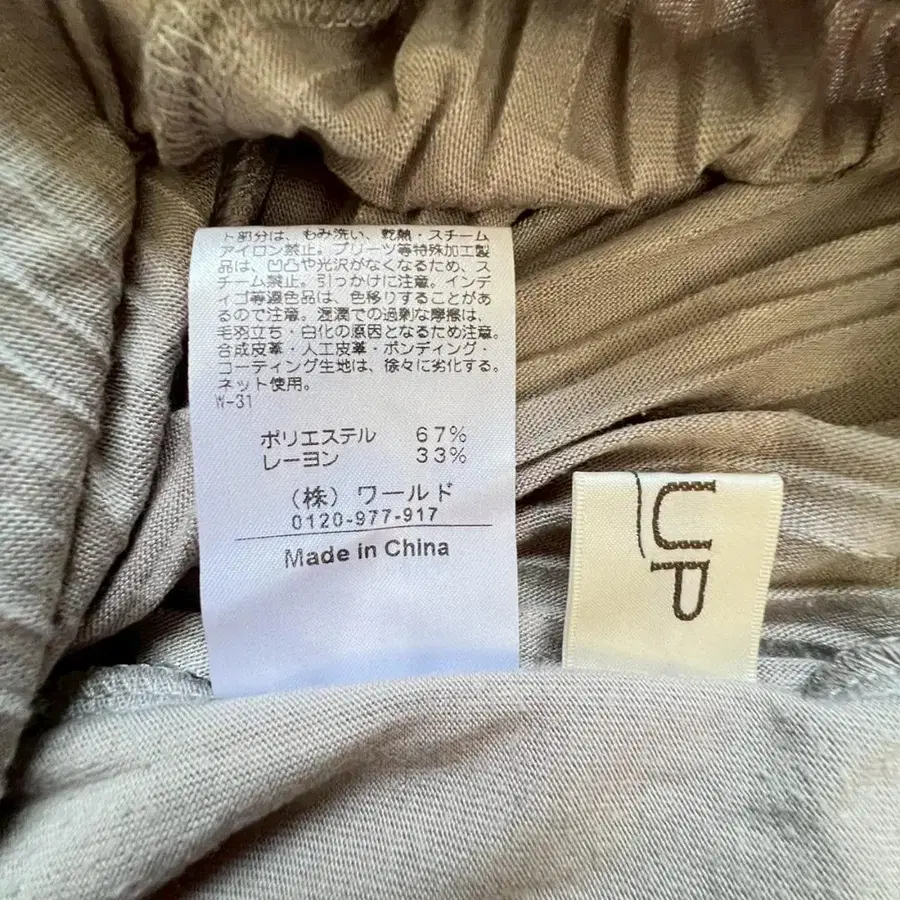 ト部分は、もみ洗い、乾熱・スチーム
アイロン禁止。プリーツ等特殊加工製
品は、凹凸や光沢がなくなるため、ス
チーム禁止。引っかけに注意。インデ
ィゴ等濃色品は、色移りすることがあ
るので注意。湿潤での過剰な摩擦は、
毛羽立ち・白化の原因となるため注意。
合成皮革・人工皮革・ボンディング・
コーティング生地は、徐々に劣化する。
ネット使用。
W-31
ポリエステル 67%
レーヨン 33%
(株) ワールド
0120-977-917
Made in China
UP